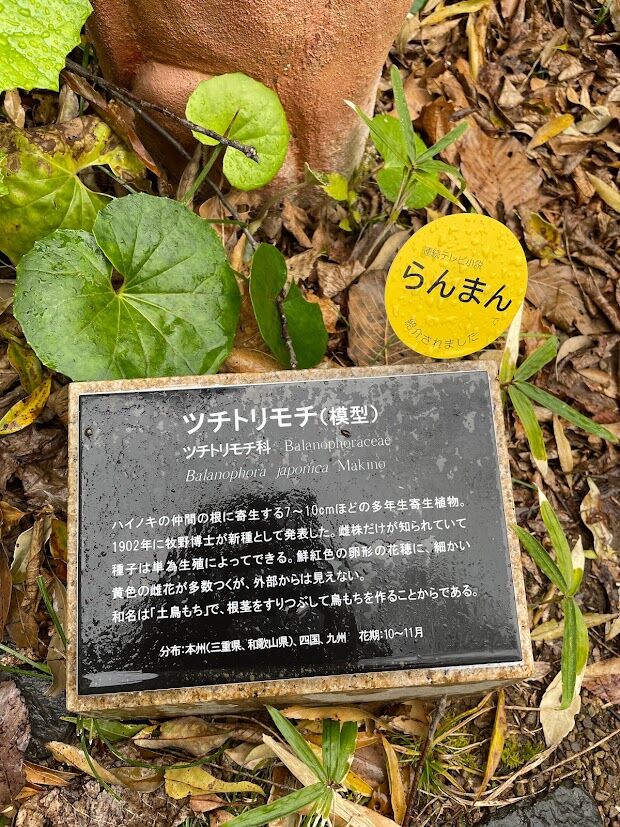 連続テレビ小説
らんまん
紹介されました
ツチトリモチ(模型)
ツチトリモチ科 Balanophoraceae
Balanophora japonica Makino
ハイノキの仲間の根に寄生する7～10cmほどの多年生寄生植物。
1902年に牧野博士が新種として発表した。雌株だけが知られていて
種子は単為生殖によってできる。鮮紅色の卵形の花穂に、細かい
黄色の雌花が多数つくが、外部からは見えない。
和名は「土鳥もち」で、根茎をすりつぶして鳥もちを作ることからである。
分布:本州(三重県、和歌山県)、四国、九州 花期:10～11月